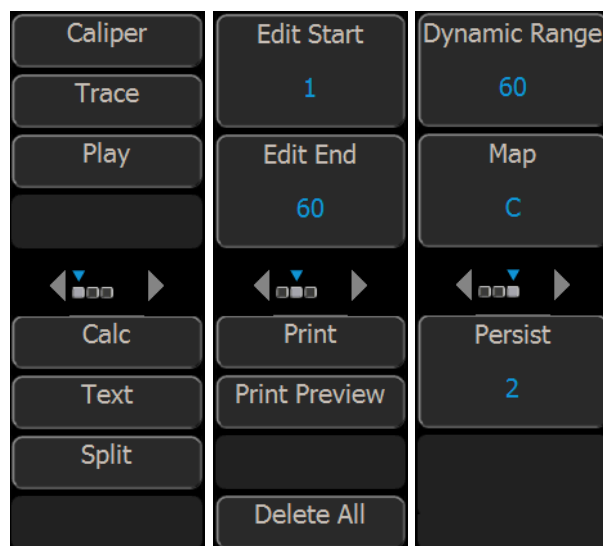 Caliper
Trace
Play
Calc
Text
Split
Edit Start
1
Edit End
60
Print
Print Preview
Delete All
Dynamic Range
60
Map
C
Persist
2